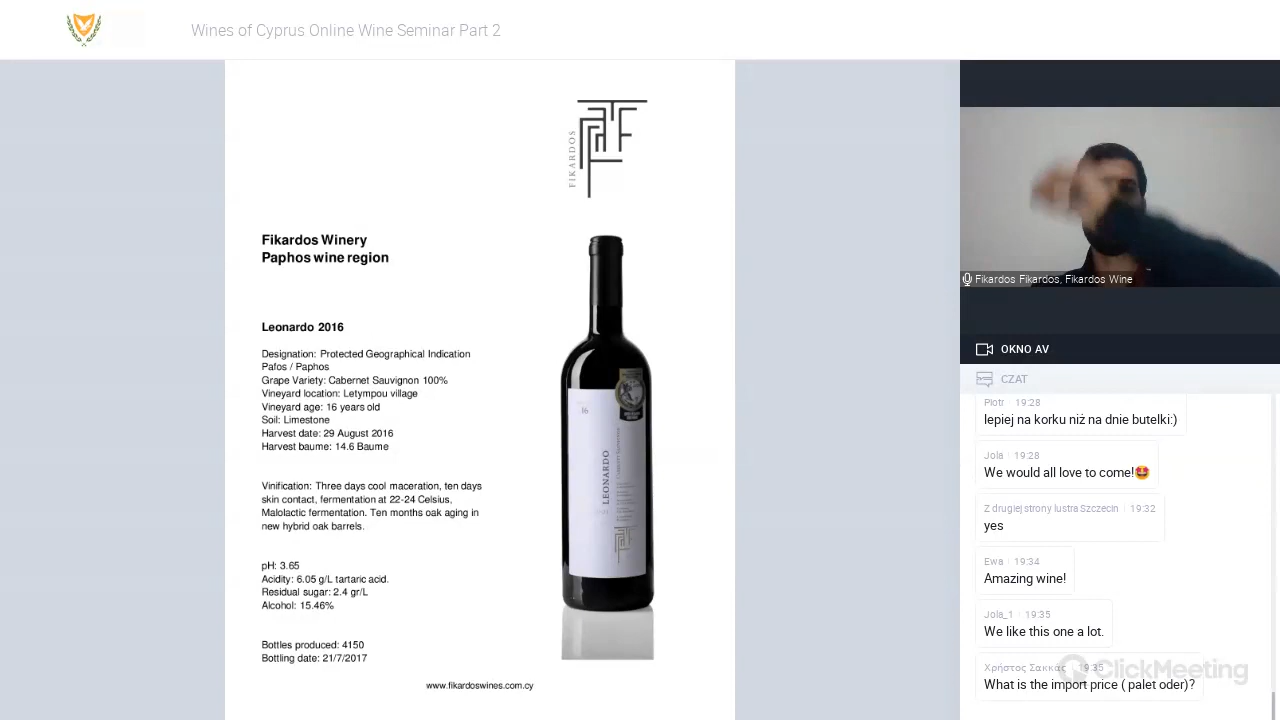 Wines of Cyprus Online Wine Seminar Part 2
FIKARDOS
Fikardos Winery
Paphos wine region
Leonardo 2016
Designation: Protected Geographical Indication
Pafos / Paphos
Grape Variety: Cabernet Sauvignon 100%
Vineyard location: Letympou village
Vineyard age: 16 years old
Soil: Limestone
Harvest date: 29 August 2016
Harvest baume: 14.6 Baume
Vinification: Three days cool maceration, ten days
skin contact, fermentation at 22-24 Celsius,
Malolactic fermentation. Ten months oak aging in
new hybrid oak barrels.
pH: 3.65
Acidity: 6.05 g/L tartaric acid.
Residual sugar: 2.4 gr/L
Alcohol: 15.46%
Bottles produced: 4150
Bottling date: 21/7/2017
www.fikardoswines.com.cy
16
LEONARDO
Fikardos Fikardos, Fikardos Wine
OKNO AV
CZAT
Piotr 19:28
lepiej na korku niż na dnie butelki:)
Jola 19:28
We would all love to come!🤩
Z drugiej strony lustra Szczecin 19:32
yes
Ewa 19:34
Amazing wine!
Jola_1 19:35
We like this one a lot.
Χρήστος Σακκάς 19:35
What is the import price ( palet oder)?
ClickMeeting